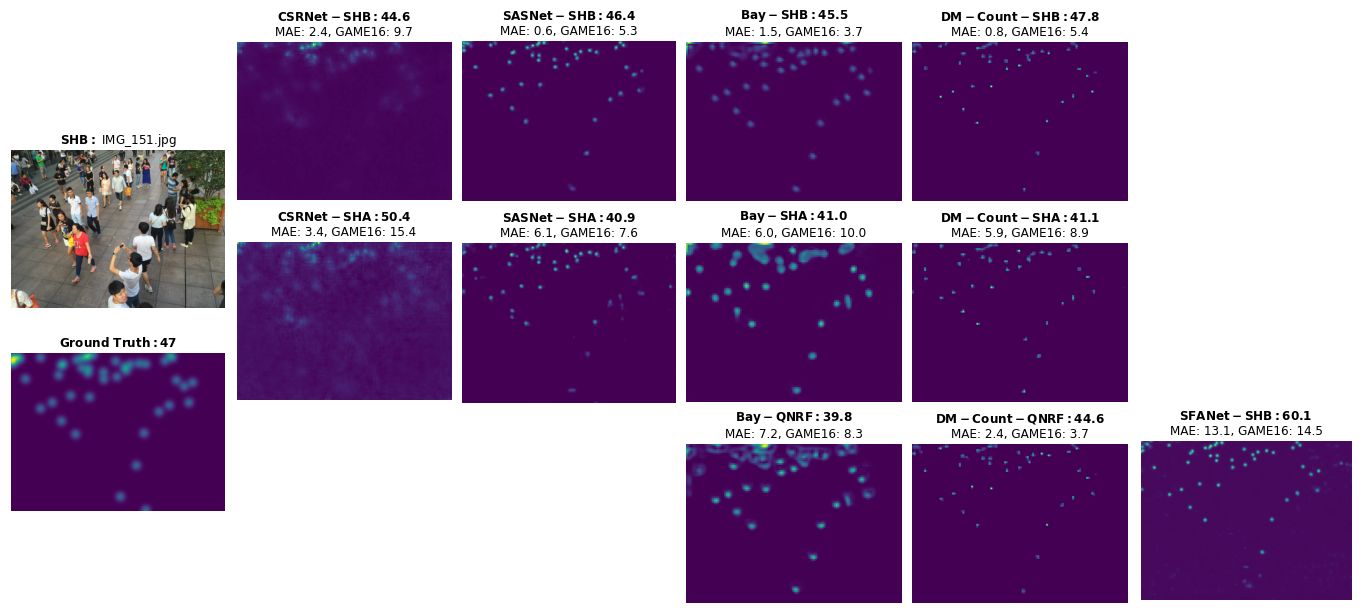 CSRNet − SHB : 44.6
MAE: 2.4, GAME16: 9.7
SASNet − SHB : 46.4
MAE: 0.6, GAME16: 5.3
Bay − SHB : 45.5
MAE: 1.5, GAME16: 3.7
DM − Count − SHB : 47.8
MAE: 0.8, GAME16: 5.4
SHB : IMG_151.jpg
CSRNet − SHA : 50.4
MAE: 3.4, GAME16: 15.4
SASNet − SHA : 40.9
MAE: 6.1, GAME16: 7.6
Bay − SHA : 41.0
MAE: 6.0, GAME16: 10.0
DM − Count − SHA : 41.1
MAE: 5.9, GAME16: 8.9
Ground Truth : 47
Bay − QNRF : 39.8
MAE: 7.2, GAME16: 8.3
DM − Count − QNRF : 44.6
MAE: 2.4, GAME16: 3.7
SFANet − SHB : 60.1
MAE: 13.1, GAME16: 14.5